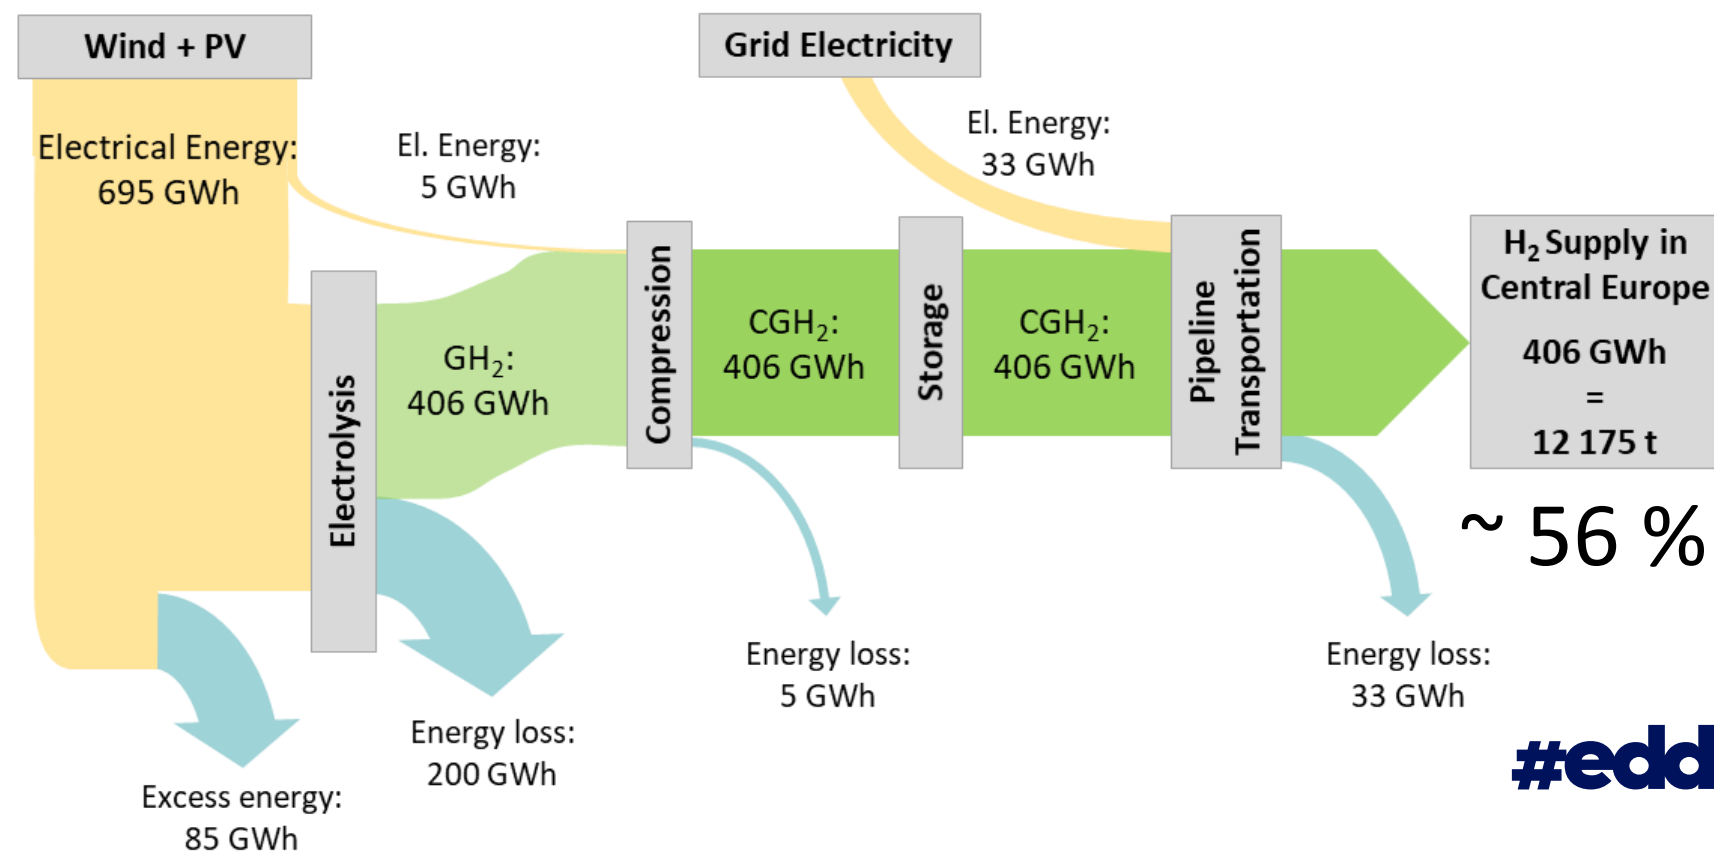 Wind + PV
Grid Electricity
Electrical Energy:
695 GWh
El. Energy:
5 GWh
El. Energy:
33 GWh
Electrolysis
GH₂:
406 GWh
Compression
CGH₂:
406 GWh
Storage
CGH₂:
406 GWh
Pipeline
Transportation
H₂ Supply in
Central Europe
406 GWh
=
12 175 t
~ 56 %
Energy loss:
5 GWh
Energy loss:
33 GWh
Energy loss:
200 GWh
Excess energy:
85 GWh
#edd